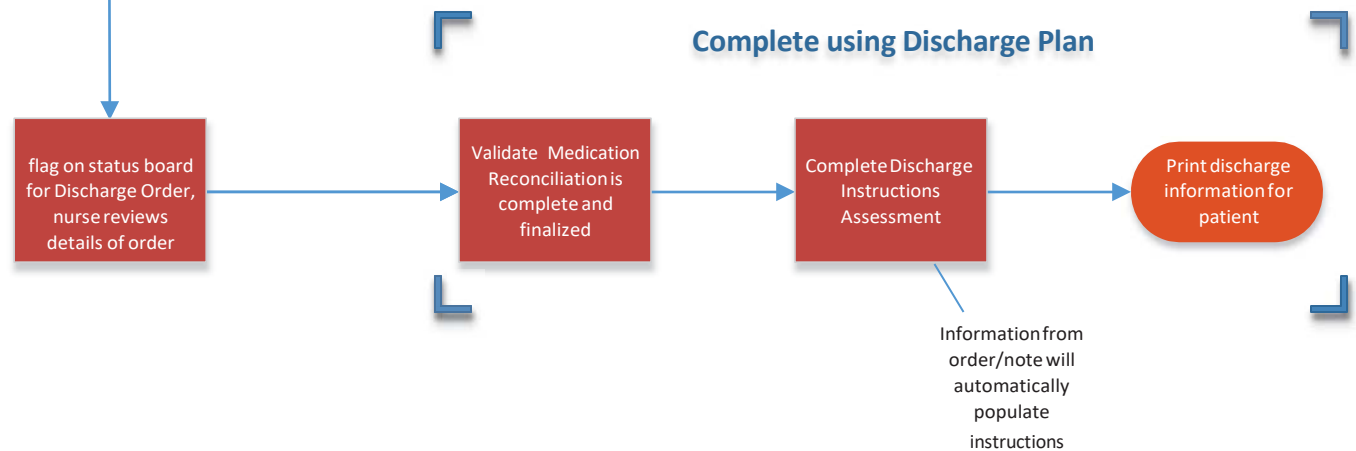 Complete using Discharge Plan
flag on status board
for Discharge Order,
nurse reviews
details of order
Validate Medication
Reconciliation is
complete and
finalized
Complete Discharge
Instructions
Assessment
Print discharge
information for
patient
Information from
order/note will
automatically
populate
instructions